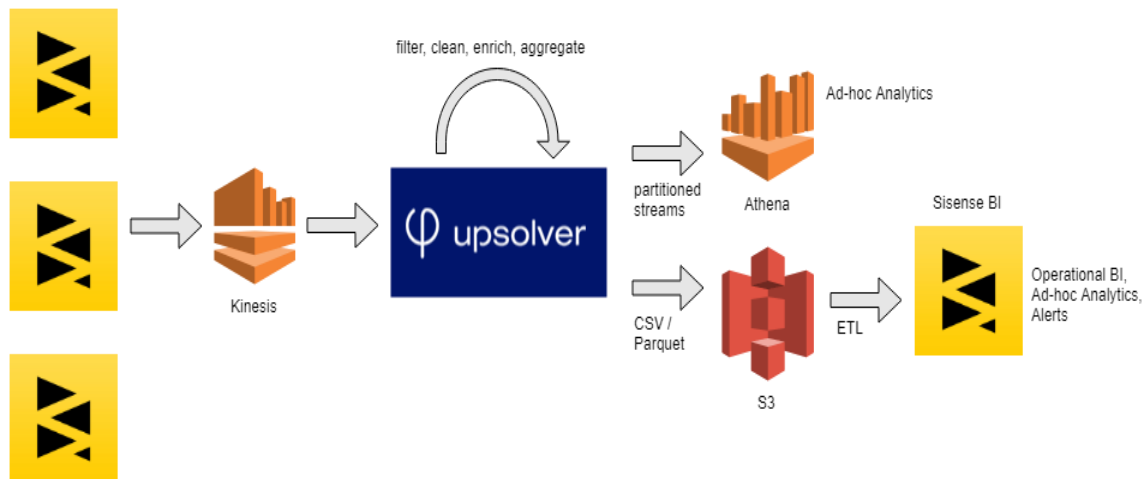 filter, clean, enrich, aggregate
Kinesis
φ upsolver
partitioned
streams
Ad-hoc Analytics
Athena
CSV /
Parquet
S3
ETL
Sisense BI
Operational BI,
Ad-hoc Analytics,
Alerts